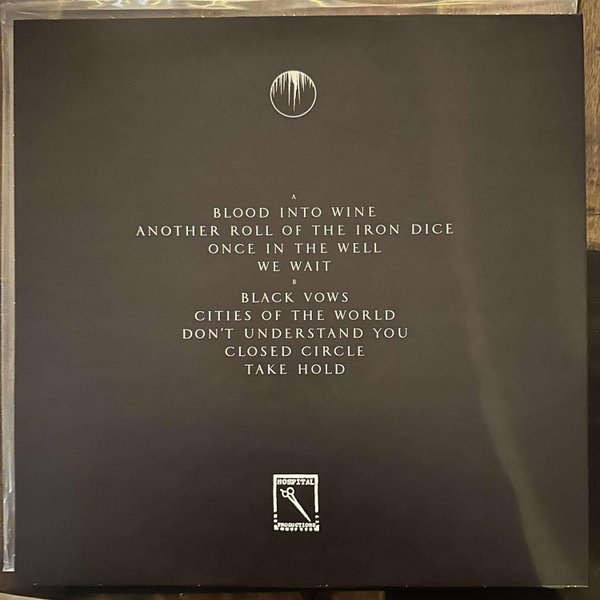 A
BLOOD INTO WINE
ANOTHER ROLL OF THE IRON DICE
ONCE IN THE WELL
WE WAIT
B
BLACK VOWS
CITIES OF THE WORLD
DON'T UNDERSTAND YOU
CLOSED CIRCLE
TAKE HOLD
HOSPITAL
PRODUCTIONS